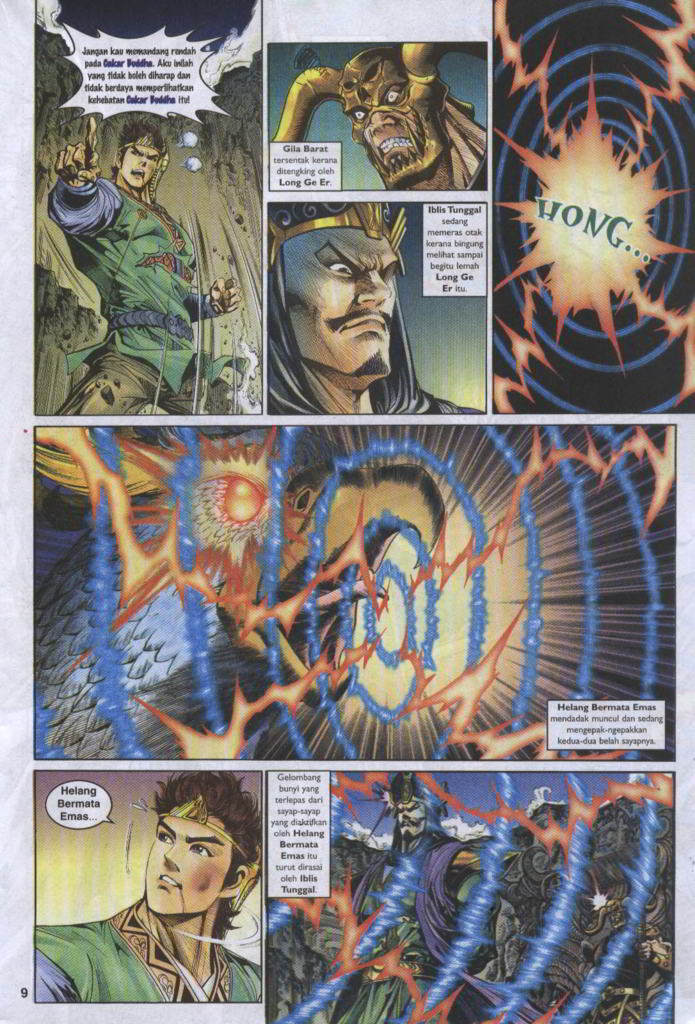 Jangan kau memandang rendah
pada Cakar Buddha. Aku inilah
yang tidak boleh diharap dan
tidak berdaya memperlihatkan
kehebatan Cakar Buddha itu!
Gila Barat
tersentak kerana
ditengking oleh
Long Ge Er.
Iblis Tunggal
sedang
memeras otak
kerana bingung
melihat sampai
begitu lemah
Long Ge
Er itu.
HONG...
Helang Bermata Emas
mendadak muncul dan sedang
mengepak-ngepakkan
kedua-dua belah sayapnya.
Helang
Bermata
Emas...
Gelombang
bunyi yang
terlepas dari
sayap-sayap
yang diaktifkan
oleh Helang
Bermata
Emas itu
turut dirasai
oleh Iblis
Tunggal.
9